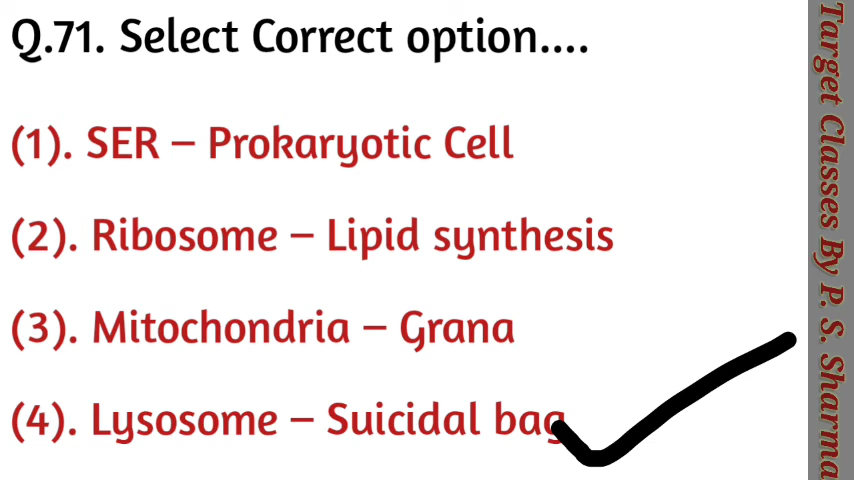 Q.71. Select Correct option....
(1). SER – Prokaryotic Cell
(2). Ribosome – Lipid synthesis
(3). Mitochondria – Grana
(4). Lysosome – Suicidal bag
Target Classes By P. S. Sharma